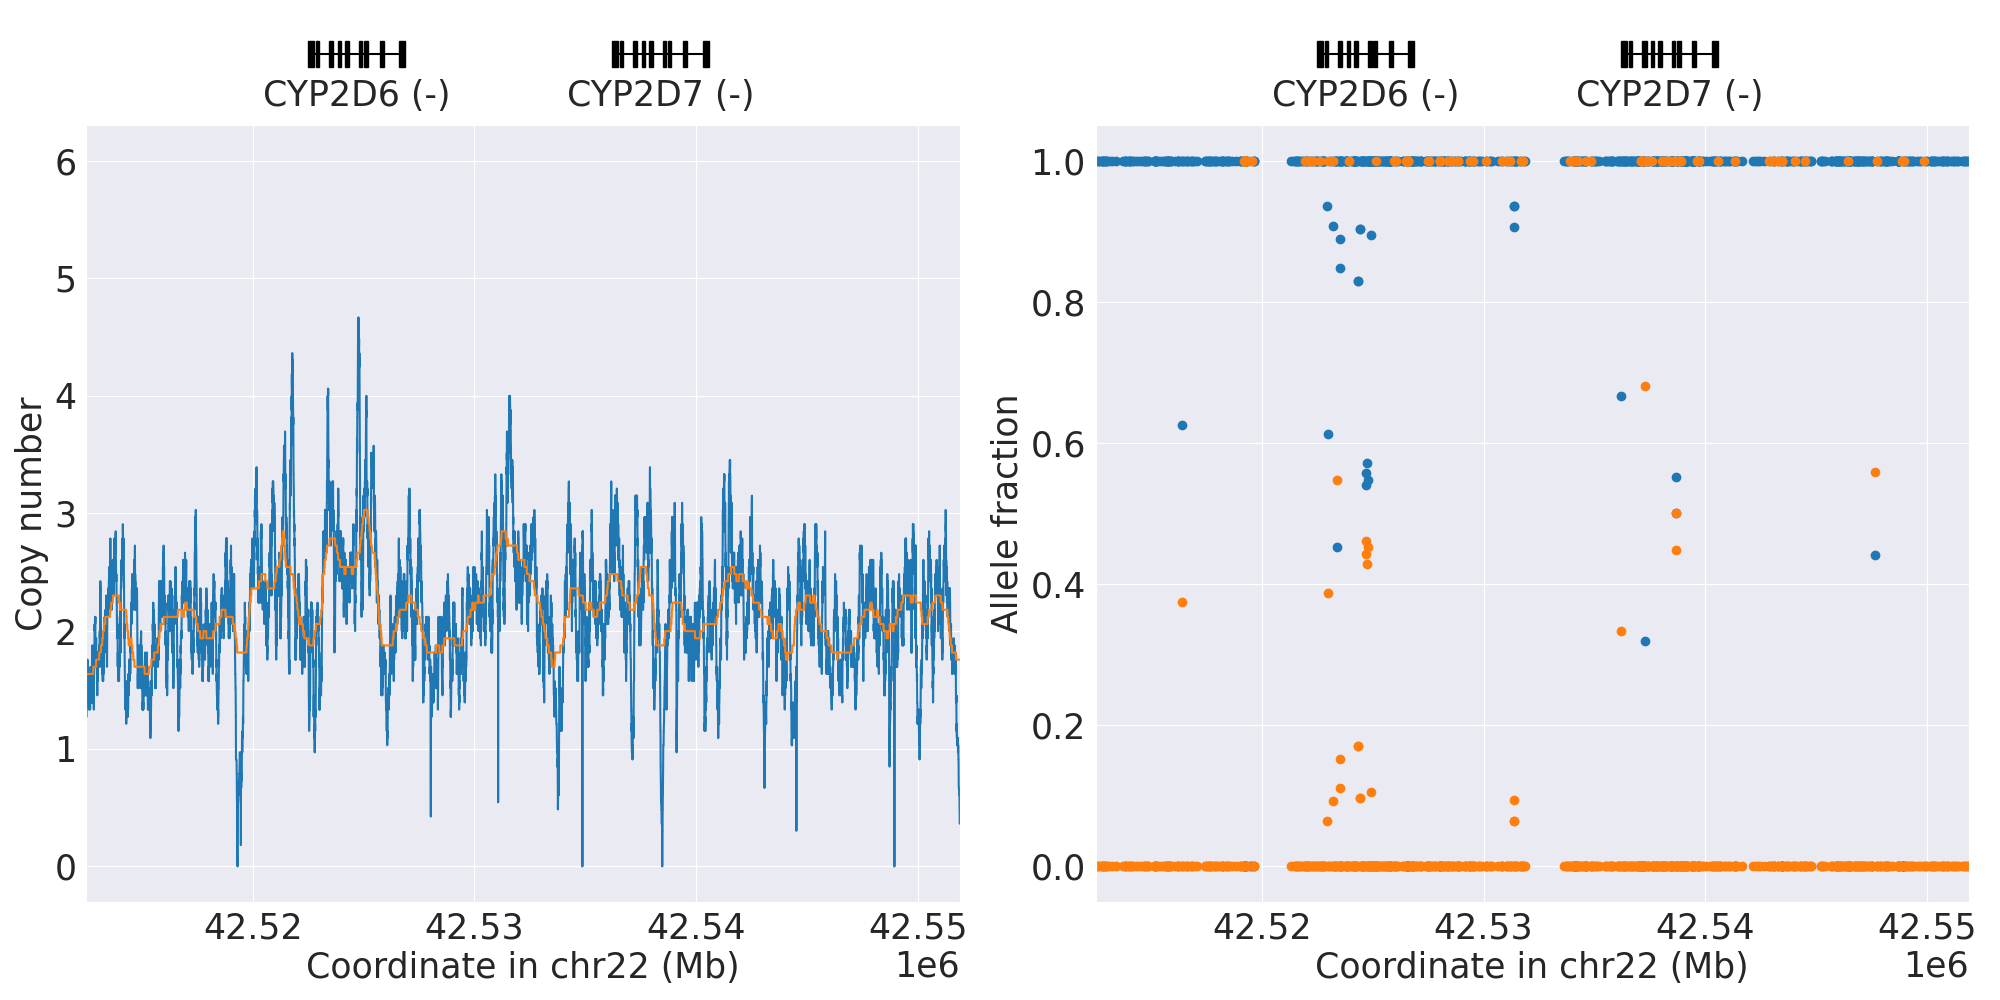 CYP2D6 (-) CYP2D7 (-)
6
5
4
3
2
1
0
Copy number
42.52 42.53 42.54 42.55
Coordinate in chr22 (Mb)
1e6
CYP2D6 (-) CYP2D7 (-)
1.0
0.8
0.6
0.4
0.2
0.0
Allele fraction
42.52 42.53 42.54 42.55
Coordinate in chr22 (Mb)
1e6